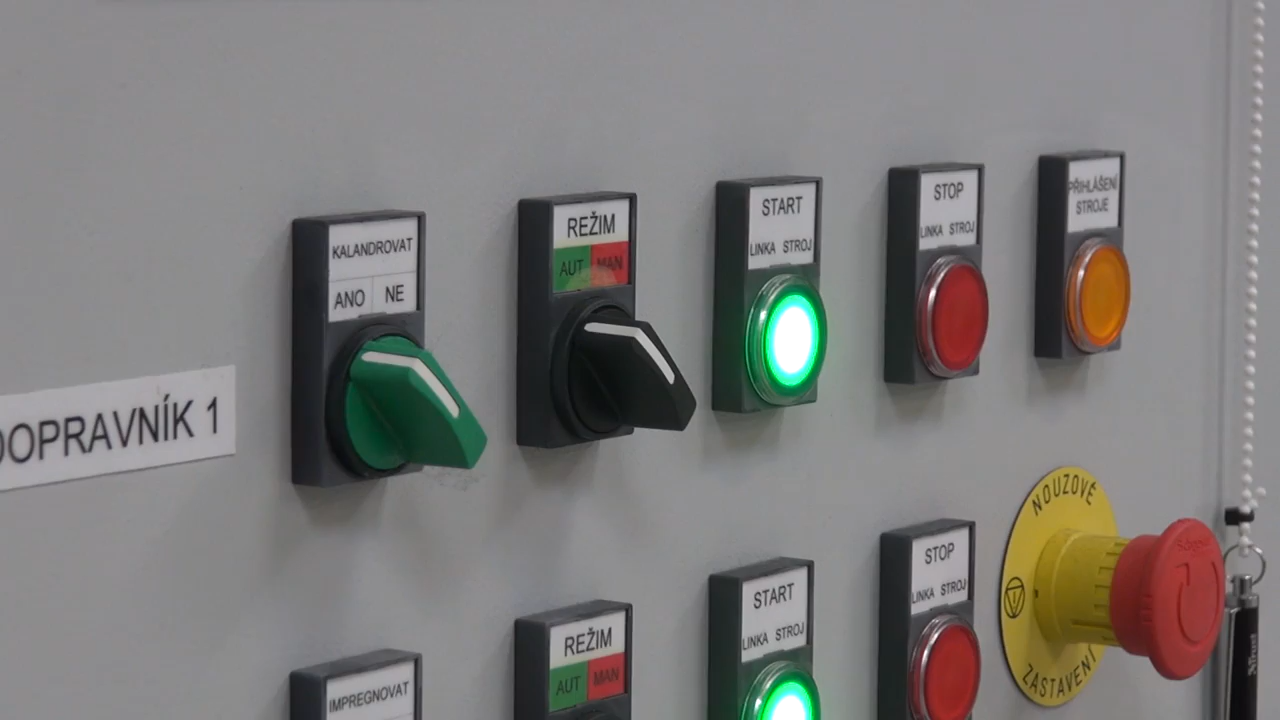 KALANDROVAT
ANO NE
REŽIM
AUT MAN
START
LINKA STROJ
STOP
LINKA STROJ
PŘIHLÁŠENÍ
STROJE
DOPRAVNÍK 1
IMPREGNOVAT
REŽIM
AUT MAN
START
LINKA STROJ
STOP
LINKA STROJ
NOUZOVÉ
ZASTAVENÍ